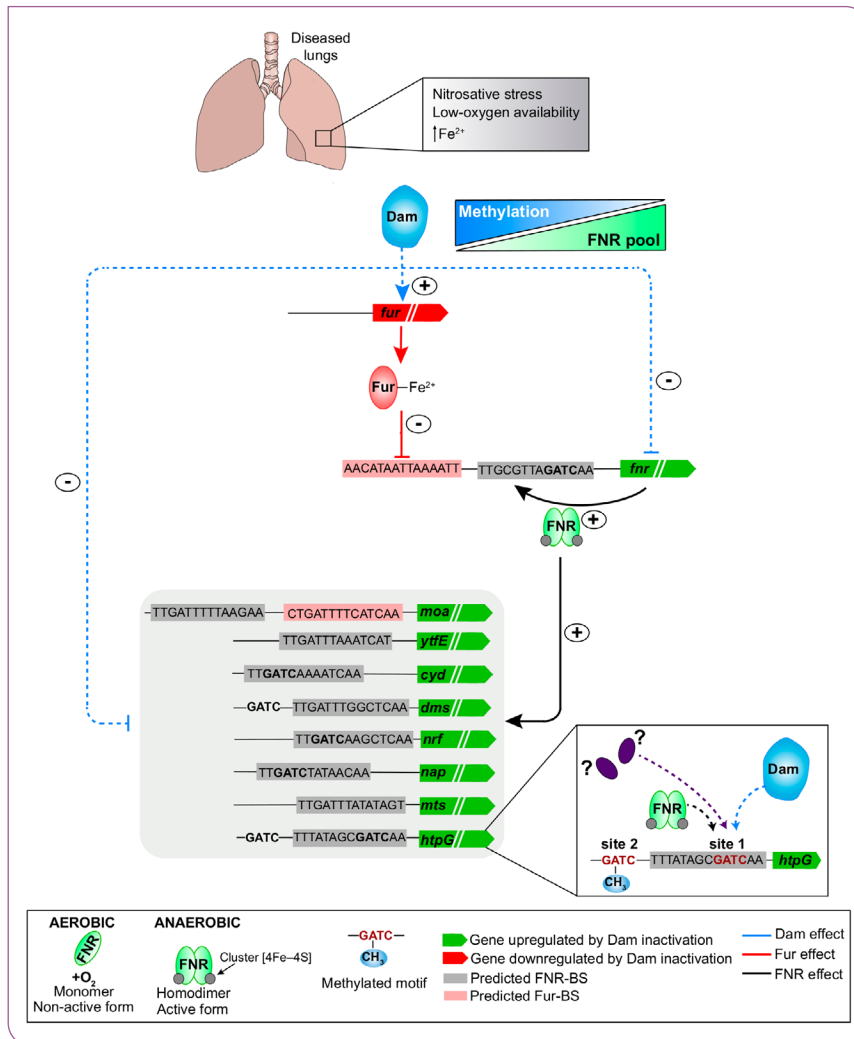 Diseased
lungs
Nitrosative stress
Low-oxygen availability
↑Fe²⁺
Dam
Methylation
FNR pool
+
fur
Fur
Fe²⁺
-
-
-
AACATAATTAAAATT
TTGCGTTAGATCAA
fnr
FNR
+
+
TTGATTTTTAAGAA CTGATTTTCATCAA moa
TTGATTTAAATCAT ytfE
TTGATCAAAATCAA cyd
GATC TTGATTTGGCTCAA dms
TTGATCAAGCTCAA nrf
TTGATCTATAACAA nap
TTGATTTATATAGT mts
GATC TTTATAGCGATCAA htpG
?
?
Dam
FNR
site 2 site 1
GATC TTTATAGCGATCAA htpG
CH₃
AEROBIC
FNR
+O₂
Monomer
Non-active form
ANAEROBIC
FNR
Cluster [4Fe–4S]
Homodimer
Active form
GATC
CH₃
Methylated motif
Gene upregulated by Dam inactivation
Gene downregulated by Dam inactivation
Predicted FNR-BS
Predicted Fur-BS
Dam effect
Fur effect
FNR effect